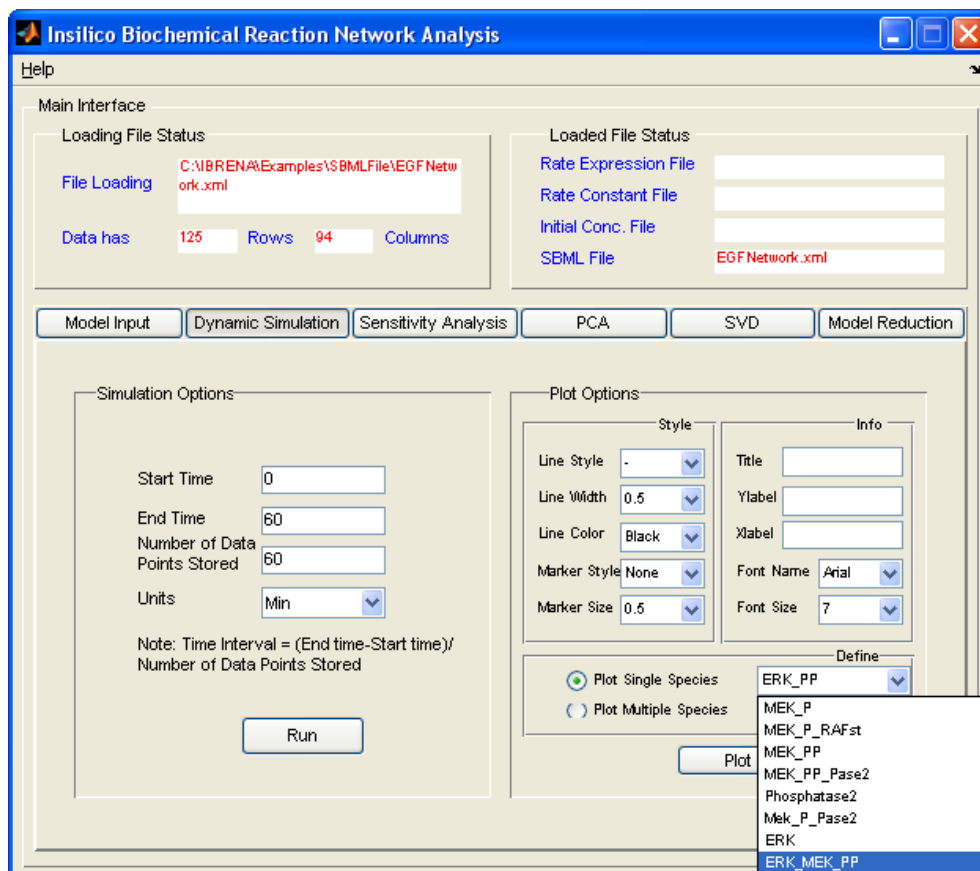 Insilico Biochemical Reaction Network Analysis
Help
Main Interface
Loading File Status
File Loading
C:\IBRENA\Examples\SBMLFile\EGFNetw
ork.xml
Data has 125 Rows 94 Columns
Loaded File Status
Rate Expression File
Rate Constant File
Initial Conc. File
SBML File EGFNetwork.xml
Model Input Dynamic Simulation Sensitivity Analysis PCA SVD Model Reduction
Simulation Options
Start Time 0
End Time 60
Number of Data
Points Stored 60
Units Min
Note: Time Interval = (End time-Start time)/
Number of Data Points Stored
Run
Plot Options
Style
Line Style -
Line Width 0.5
Line Color Black
Marker Style None
Marker Size 0.5
Info
Title
Ylabel
Xlabel
Font Name Arial
Font Size 7
Define
Plot Single Species ERK_PP
Plot Multiple Species
Plot
MEK_P
MEK_P_RAFst
MEK_PP
MEK_PP_Pase2
Phosphatase2
Mek_P_Pase2
ERK
ERK_MEK_PP